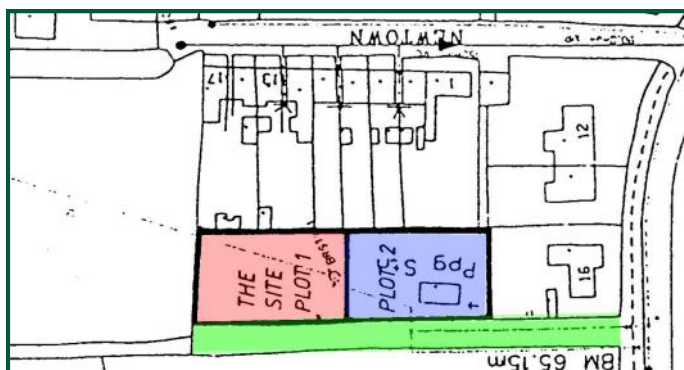 NEWTOWN
17
13
1
12
THE
SITE
PLOT 1
PLOT 2
Ppg
S
16
BM 65.15m